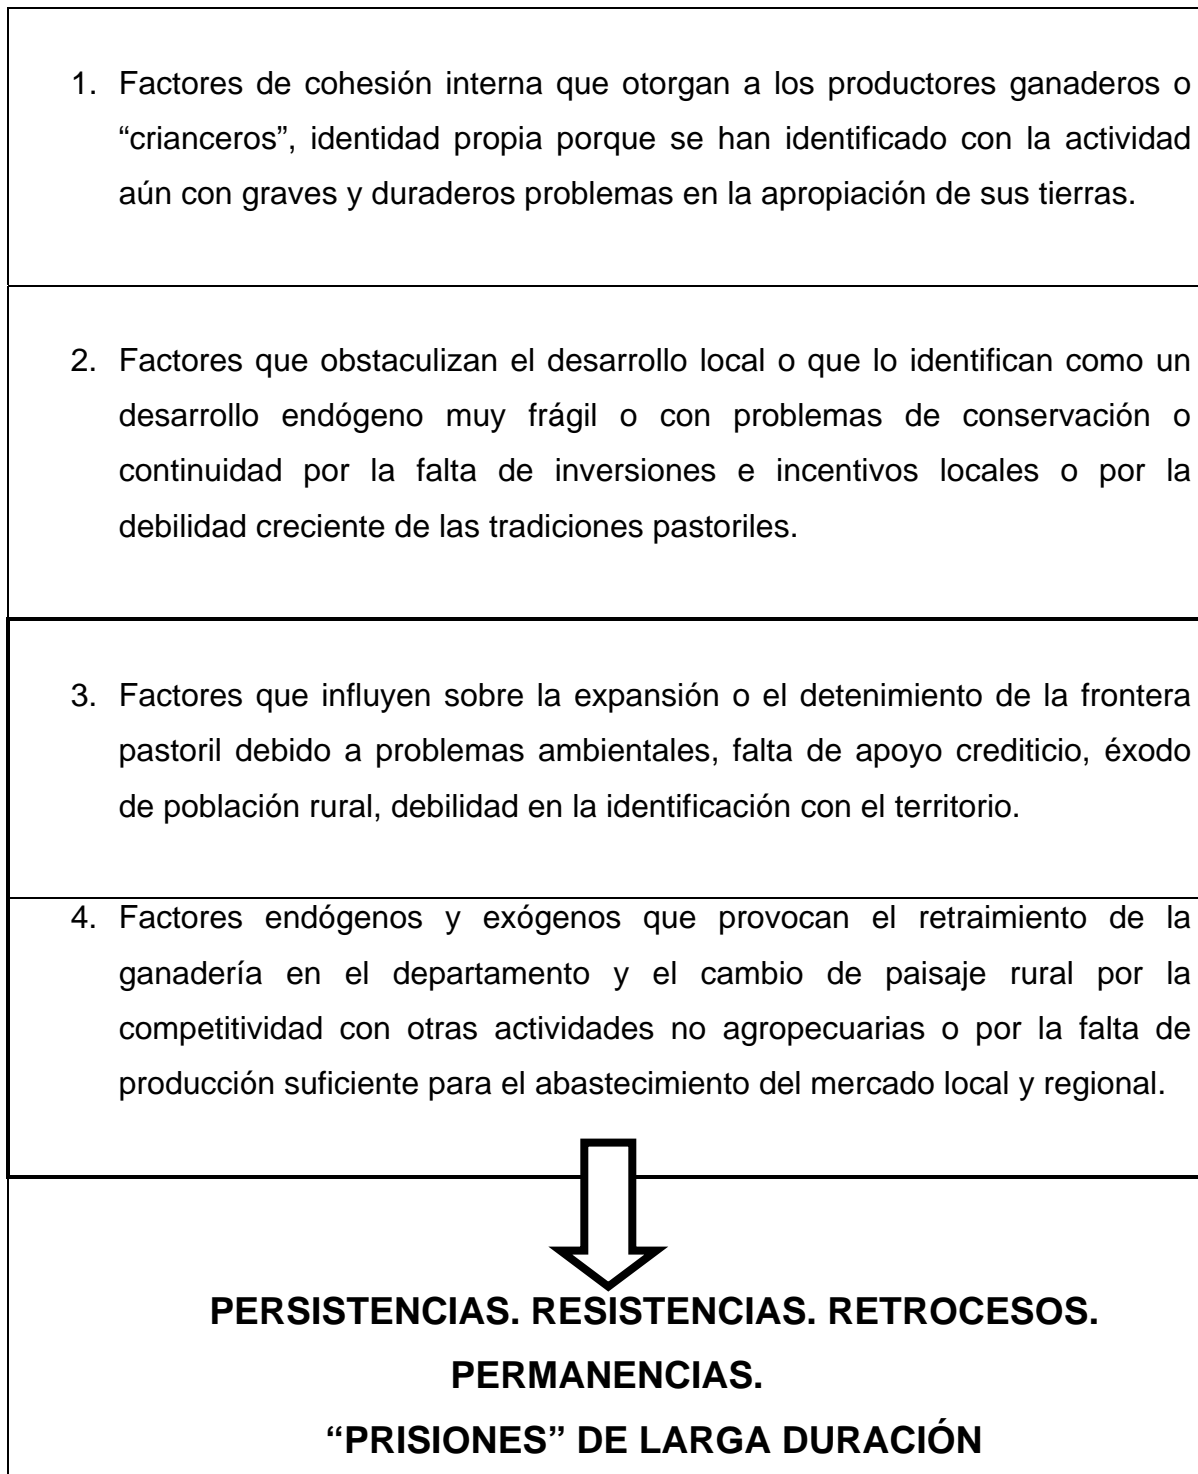 1. Factores de cohesión interna que otorgan a los productores ganaderos o
“crianceros”, identidad propia porque se han identificado con la actividad
aún con graves y duraderos problemas en la apropiación de sus tierras.
2. Factores que obstaculizan el desarrollo local o que lo identifican como un
desarrollo endógeno muy frágil o con problemas de conservación o
continuidad por la falta de inversiones e incentivos locales o por la
debilidad creciente de las tradiciones pastoriles.
3. Factores que influyen sobre la expansión o el detenimiento de la frontera
pastoril debido a problemas ambientales, falta de apoyo crediticio, éxodo
de población rural, debilidad en la identificación con el territorio.
4. Factores endógenos y exógenos que provocan el retraimiento de la
ganadería en el departamento y el cambio de paisaje rural por la
competitividad con otras actividades no agropecuarias o por la falta de
producción suficiente para el abastecimiento del mercado local y regional.
PERSISTENCIAS. RESISTENCIAS. RETROCESOS.
PERMANENCIAS.
“PRISIONES” DE LARGA DURACIÓN